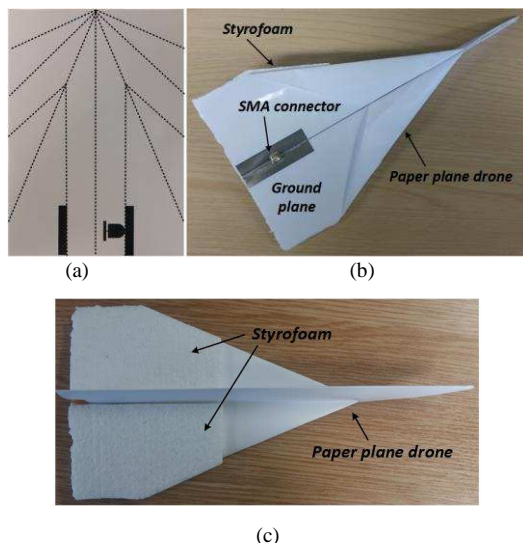 Styrofoam
SMA connector
Ground
plane
Paper plane drone
(a)
(b)
Styrofoam
Paper plane drone
(c)